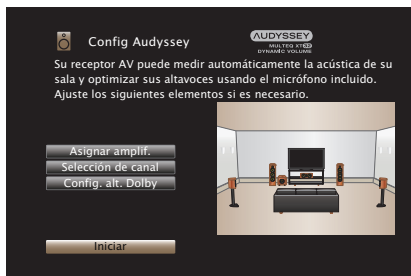 Config Audyssey
AUDYSSEY
MULTEQ XT32
DYNAMIC VOLUME
Su receptor AV puede medir automáticamente la acústica de su
sala y optimizar sus altavoces usando el micrófono incluido.
Ajuste los siguientes elementos si es necesario.
Asignar amplif.
Selección de canal
Config. alt. Dolby
Iniciar